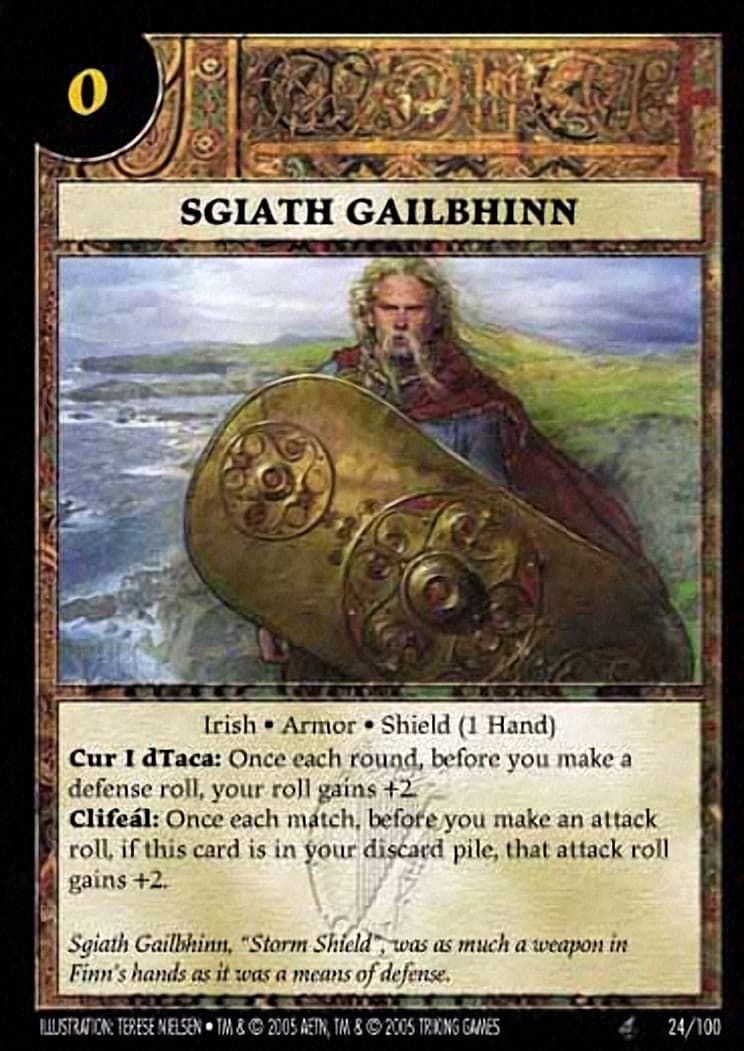 0
SGIATH GAILBHINN
Irish • Armor • Shield (1 Hand)
Cur I dTaca: Once each round, before you make a
defense roll, your roll gains +2.
Clifeál: Once each match, before you make an attack
roll, if this card is in your discard pile, that attack roll
gains +2.
Sgiath Gailbhinn, “Storm Shield”, was as much a weapon in
Finn's hands as it was a means of defense.
ILLUSTRATION: TERESE NIELSEN • TM & © 2005 AETN, TM & © 2005 TRIKING GAMES 4 24/100